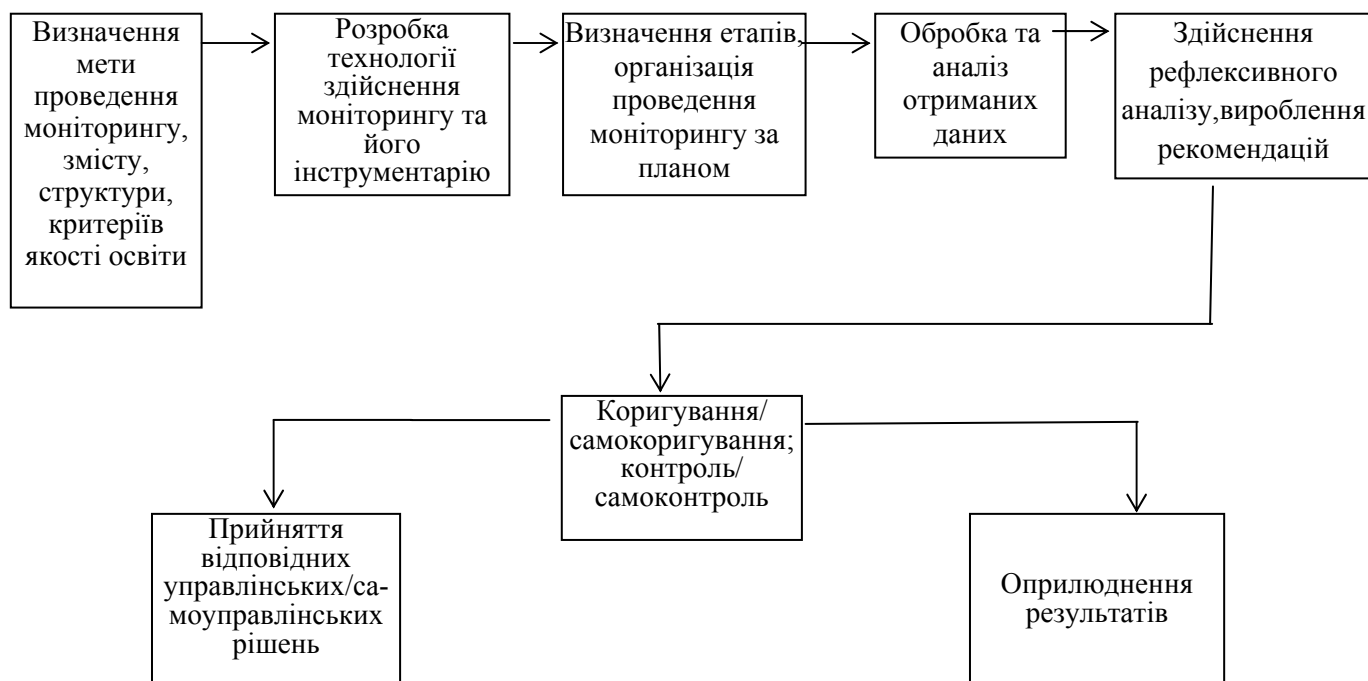 Визначення
мети
проведення
моніторингу,
змісту,
структури,
критеріїв
якості освіти
Розробка
технології
здійснення
моніторингу та
його
інструментарію
Визначення етапів,
організація
проведення
моніторингу за
планом
Обробка та
аналіз
отриманих
даних
Здійснення
рефлексивного
аналізу,вироблення
рекомендацій
Коригування/
самокоригування;
контроль/
самоконтроль
Прийняття
відповідних
управлінських/са-
моуправлінських
рішень
Оприлюднення
результатів